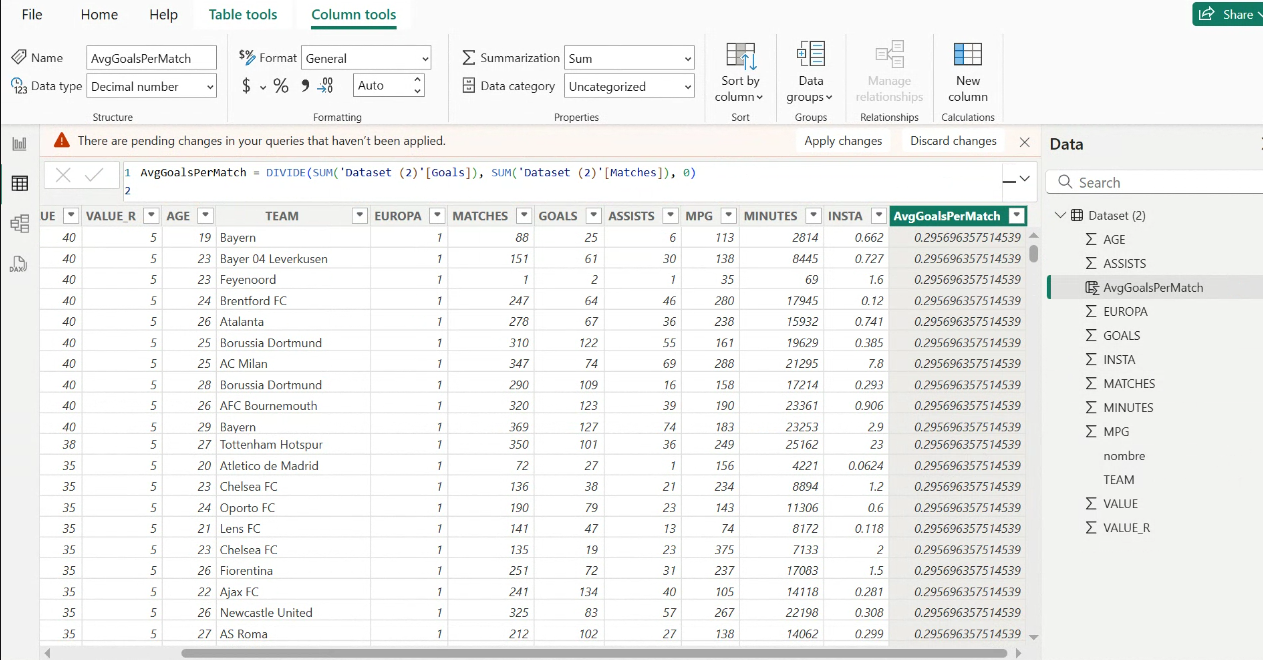 File Home Help Table tools Column tools Share
Name AvgGoalsPerMatch $% Format General Σ Summarization Sum
Data type Decimal number $ % 9 .00 Auto Data category Uncategorized
Sort by column Data groups Manage relationships New column
Structure Formatting Properties Sort Groups Relationships Calculations
There are pending changes in your queries that haven't been applied. Apply changes Discard changes
1 AvgGoalsPerMatch = DIVIDE(SUM('Dataset (2)'[Goals]), SUM('Dataset (2)'[Matches]), 0)
2
UE VALUE_R AGE TEAM EUROPA MATCHES GOALS ASSISTS MPG MINUTES INSTA AvgGoalsPerMatch
40 5 19 Bayern 1 88 25 6 113 2814 0.662 0.295696357514539
40 5 23 Bayer 04 Leverkusen 1 151 61 30 138 8445 0.727 0.295696357514539
40 5 23 Feyenoord 1 1 2 1 35 69 1.6 0.295696357514539
40 5 24 Brentford FC 1 247 64 46 280 17945 0.12 0.295696357514539
40 5 26 Atalanta 1 278 67 36 238 15932 0.741 0.295696357514539
40 5 25 Borussia Dortmund 1 310 122 55 161 19629 0.385 0.295696357514539
40 5 25 AC Milan 1 347 74 69 288 21295 7.8 0.295696357514539
40 5 28 Borussia Dortmund 1 290 109 16 158 17214 0.293 0.295696357514539
40 5 26 AFC Bournemouth 1 320 123 39 190 23361 0.906 0.295696357514539
40 5 29 Bayern 1 369 127 74 183 23253 2.9 0.295696357514539
38 5 27 Tottenham Hotspur 1 350 101 36 249 25162 23 0.295696357514539
35 5 20 Atletico de Madrid 1 72 27 1 156 4221 0.0624 0.295696357514539
35 5 23 Chelsea FC 1 136 38 21 234 8894 1.2 0.295696357514539
35 5 24 Oporto FC 1 190 79 23 143 11306 0.6 0.295696357514539
35 5 21 Lens FC 1 141 47 13 74 8172 0.118 0.295696357514539
35 5 23 Chelsea FC 1 135 19 23 375 7133 2 0.295696357514539
35 5 26 Fiorentina 1 251 72 31 237 17083 1.5 0.295696357514539
35 5 22 Ajax FC 1 241 134 40 105 14118 0.281 0.295696357514539
35 5 26 Newcastle United 1 325 83 57 267 22198 0.308 0.295696357514539
35 5 27 AS Roma 1 212 102 27 138 14062 0.299 0.295696357514539
Data
Search
Dataset (2)
Σ AGE
Σ ASSISTS
AvgGoalsPerMatch
Σ EUROPA
Σ GOALS
Σ INSTA
Σ MATCHES
Σ MINUTES
Σ MPG
nombre
TEAM
Σ VALUE
Σ VALUE_R